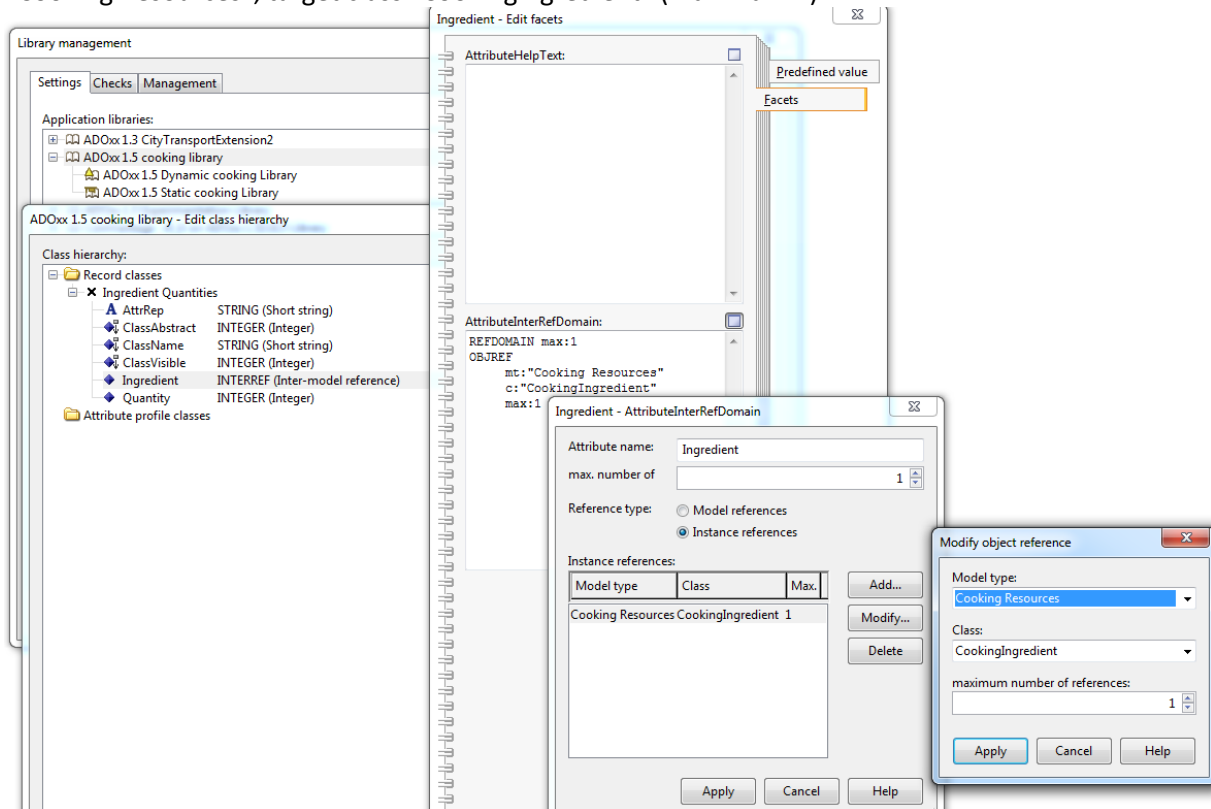 Ingredient - Edit facets
Library management
Settings Checks Management
Application libraries:
ADOxx 1.3 CityTransportExtension2
ADOxx 1.5 cooking library
ADOxx 1.5 Dynamic cooking Library
ADOxx 1.5 Static cooking Library
ADOxx 1.5 cooking library - Edit class hierarchy
Class hierarchy:
Record classes
Ingredient Quantities
AttrRep STRING (Short string)
ClassAbstract INTEGER (Integer)
ClassName STRING (Short string)
ClassVisible INTEGER (Integer)
Ingredient INTERREF (Inter-model reference)
Quantity INTEGER (Integer)
Attribute profile classes
AttributeHelpText:
Predefined value
Facets
AttributeInterRefDomain:
REFDOMAIN max:1
OBJREF
mt:"Cooking Resources"
c:"CookingIngredient"
max:1
Ingredient - AttributeInterRefDomain
Attribute name: Ingredient
max. number of 1
Reference type: Model references
Instance references
Instance references:
Model type Class Max.
Cooking Resources CookingIngredient 1
Add...
Modify...
Delete
Apply Cancel Help
Modify object reference
Model type:
Cooking Resources
Class:
CookingIngredient
maximum number of references:
1
Apply Cancel Help